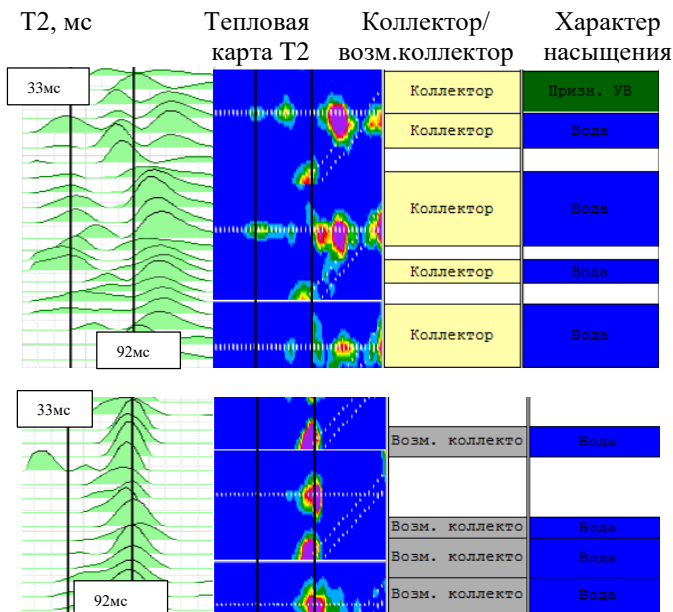 Т2, мс Тепловая Коллектор/ Характер
карта Т2 возм.коллектор насыщения
33мс
Коллектор Призн. УВ
Коллектор Вода
Коллектор Вода
Коллектор Вода
Коллектор Вода
92мс
33мс
Возм. коллекто Вода
Возм. коллекто Вода
Возм. коллекто Вода
Возм. коллекто Вода
92мс